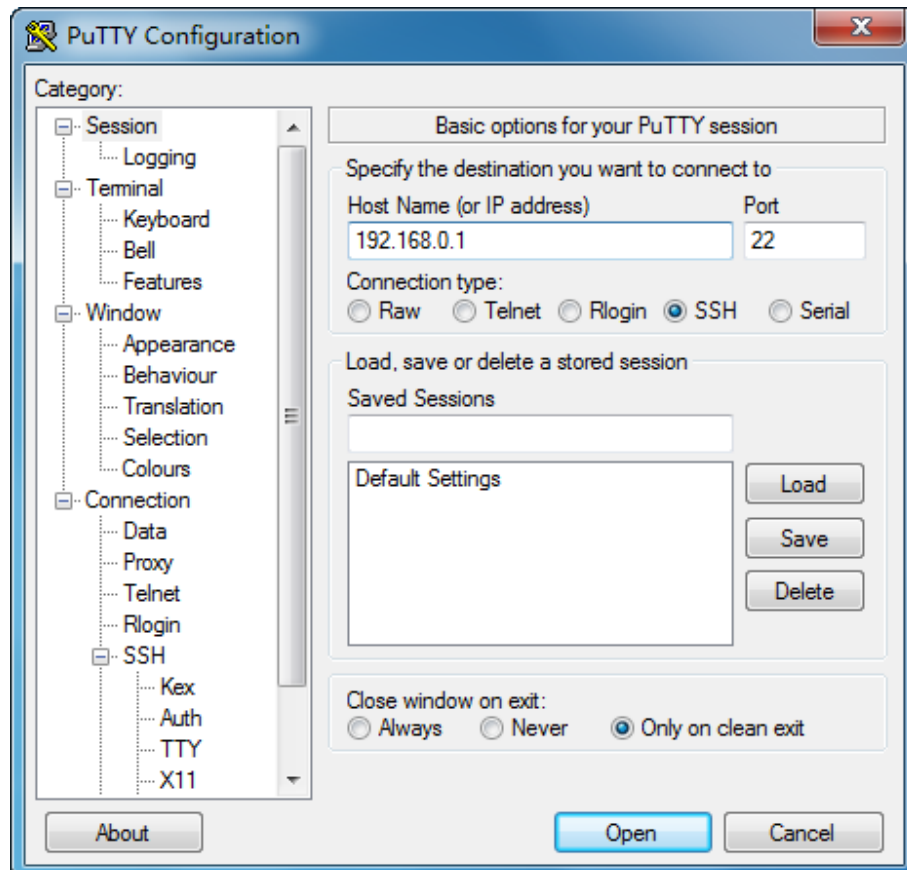 PuTTY Configuration
Category:
Session
Logging
Terminal
Keyboard
Bell
Features
Window
Appearance
Behaviour
Translation
Selection
Colours
Connection
Data
Proxy
Telnet
Rlogin
SSH
Kex
Auth
TTY
X11
Basic options for your PuTTY session
Specify the destination you want to connect to
Host Name (or IP address) Port
192.168.0.1 22
Connection type:
Raw Telnet Rlogin SSH Serial
Load, save or delete a stored session
Saved Sessions
Default Settings
Load
Save
Delete
Close window on exit:
Always Never Only on clean exit
About Open Cancel